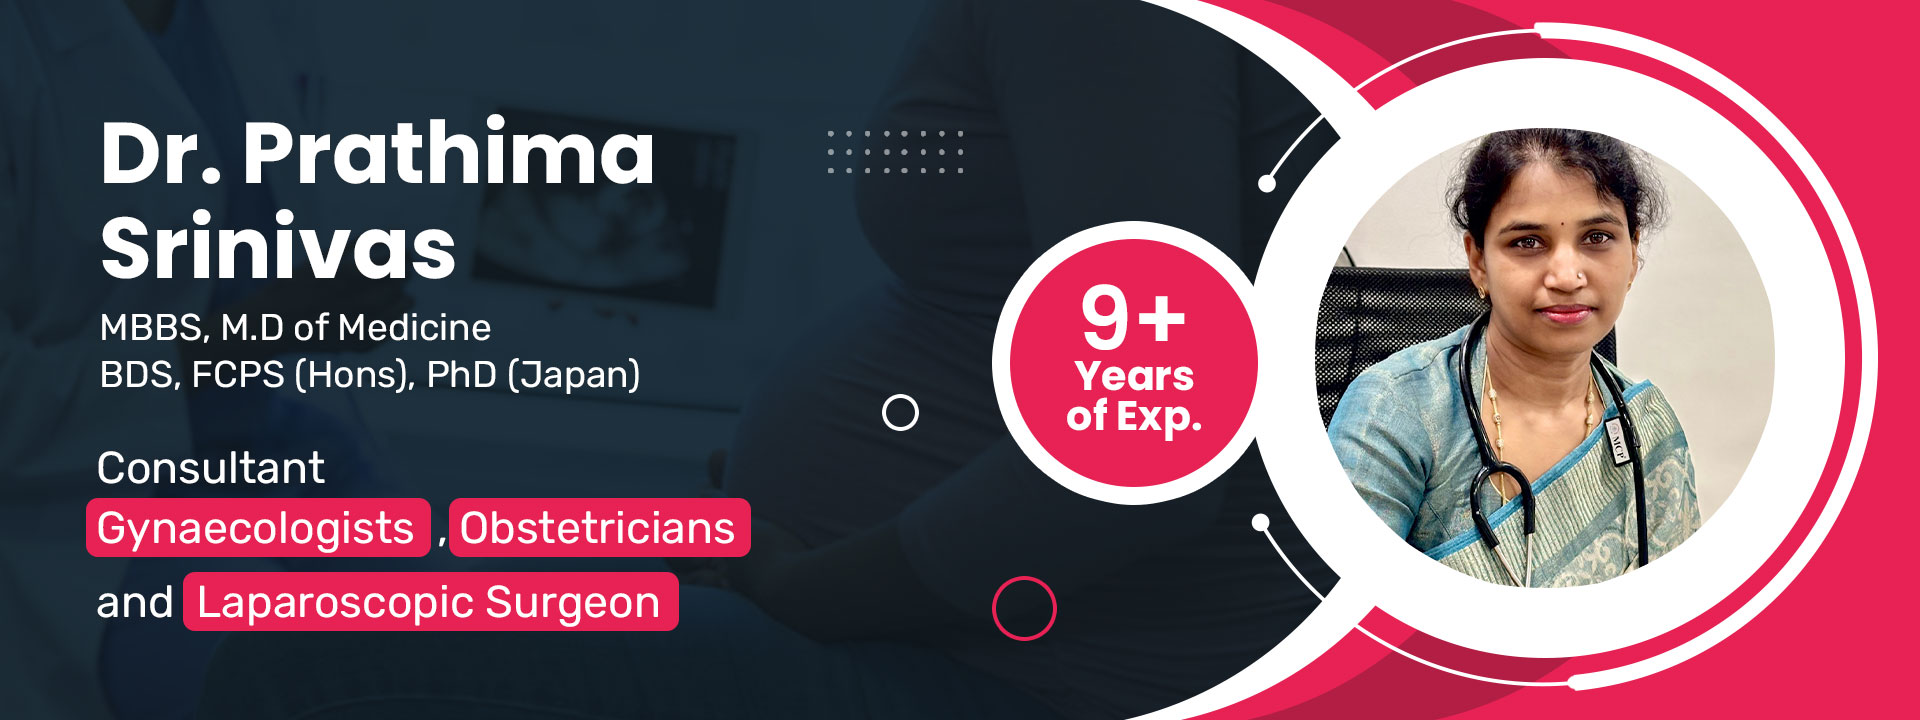 Dr. Prathima
Srinivas
MBBS, M.D of Medicine
BDS, FCPS (Hons), PhD (Japan)
Consultant
Gynaecologists , Obstetricians
and Laparoscopic Surgeon
9+
Years
of Exp.
MCP